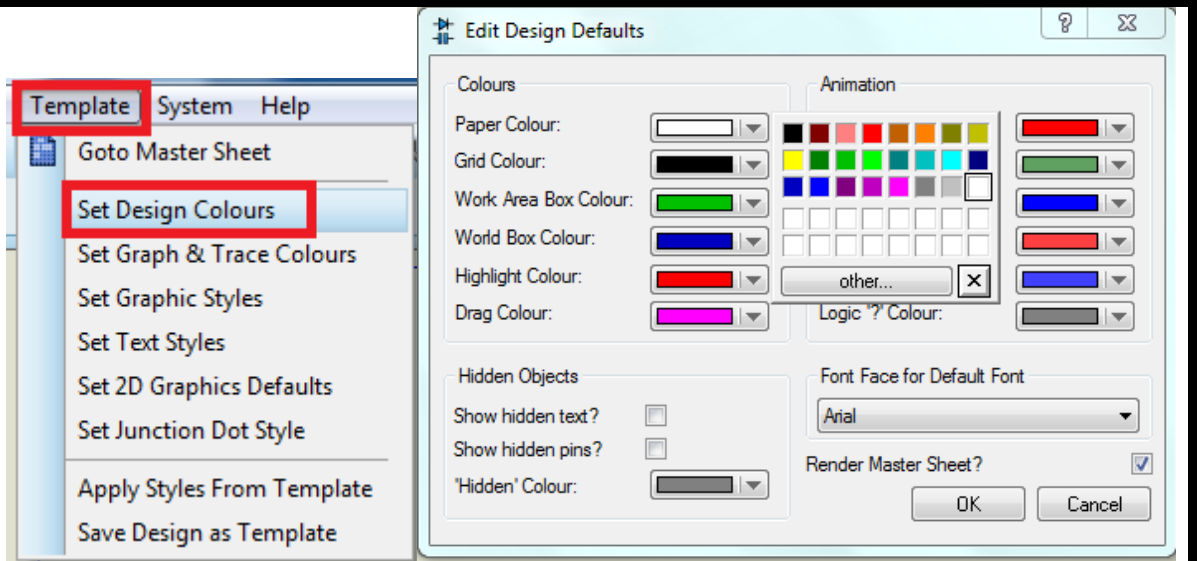 Template System Help
Goto Master Sheet
Set Design Colours
Set Graph & Trace Colours
Set Graphic Styles
Set Text Styles
Set 2D Graphics Defaults
Set Junction Dot Style
Apply Styles From Template
Save Design as Template
Edit Design Defaults
Colours
Paper Colour:
Grid Colour:
Work Area Box Colour:
World Box Colour:
Highlight Colour:
Drag Colour:
Animation
other...
Logic '?' Colour:
Hidden Objects
Show hidden text?
Show hidden pins?
'Hidden' Colour:
Font Face for Default Font
Arial
Render Master Sheet?
OK Cancel